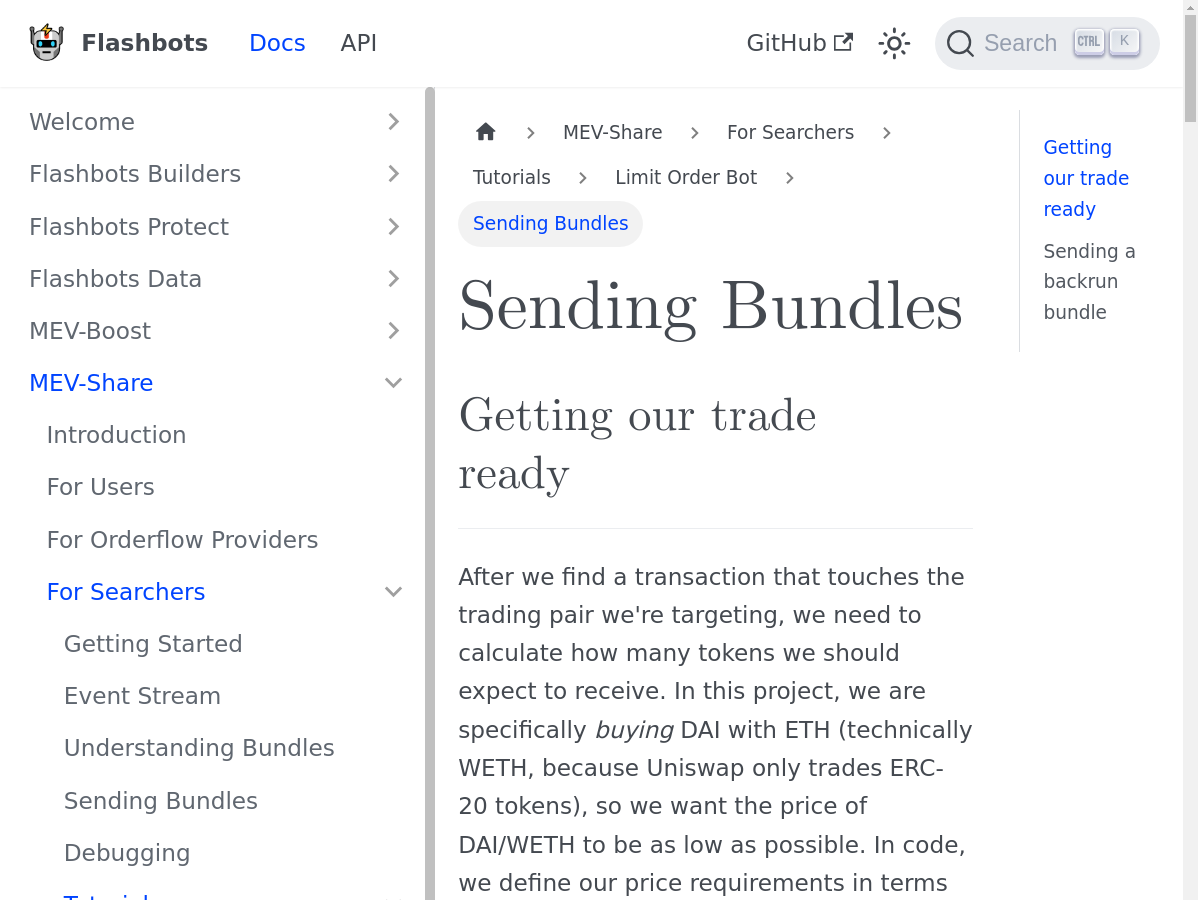 Flashbots
Docs
API
GitHub
Search
CTRL
K
Welcome
Flashbots Builders
Flashbots Protect
Flashbots Data
MEV-Boost
MEV-Share
Introduction
For Users
For Orderflow Providers
For Searchers
Getting Started
Event Stream
Understanding Bundles
Sending Bundles
Debugging
MEV-Share
For Searchers
Tutorials
Limit Order Bot
Sending Bundles
Sending Bundles
Getting our trade
ready
After we find a transaction that touches the
trading pair we're targeting, we need to
calculate how many tokens we should
expect to receive. In this project, we are
specifically buying DAI with ETH (technically
WETH, because Uniswap only trades ERC-
20 tokens), so we want the price of
DAI/WETH to be as low as possible. In code,
we define our price requirements in terms
Getting
our trade
ready
Sending a
backrun
bundle